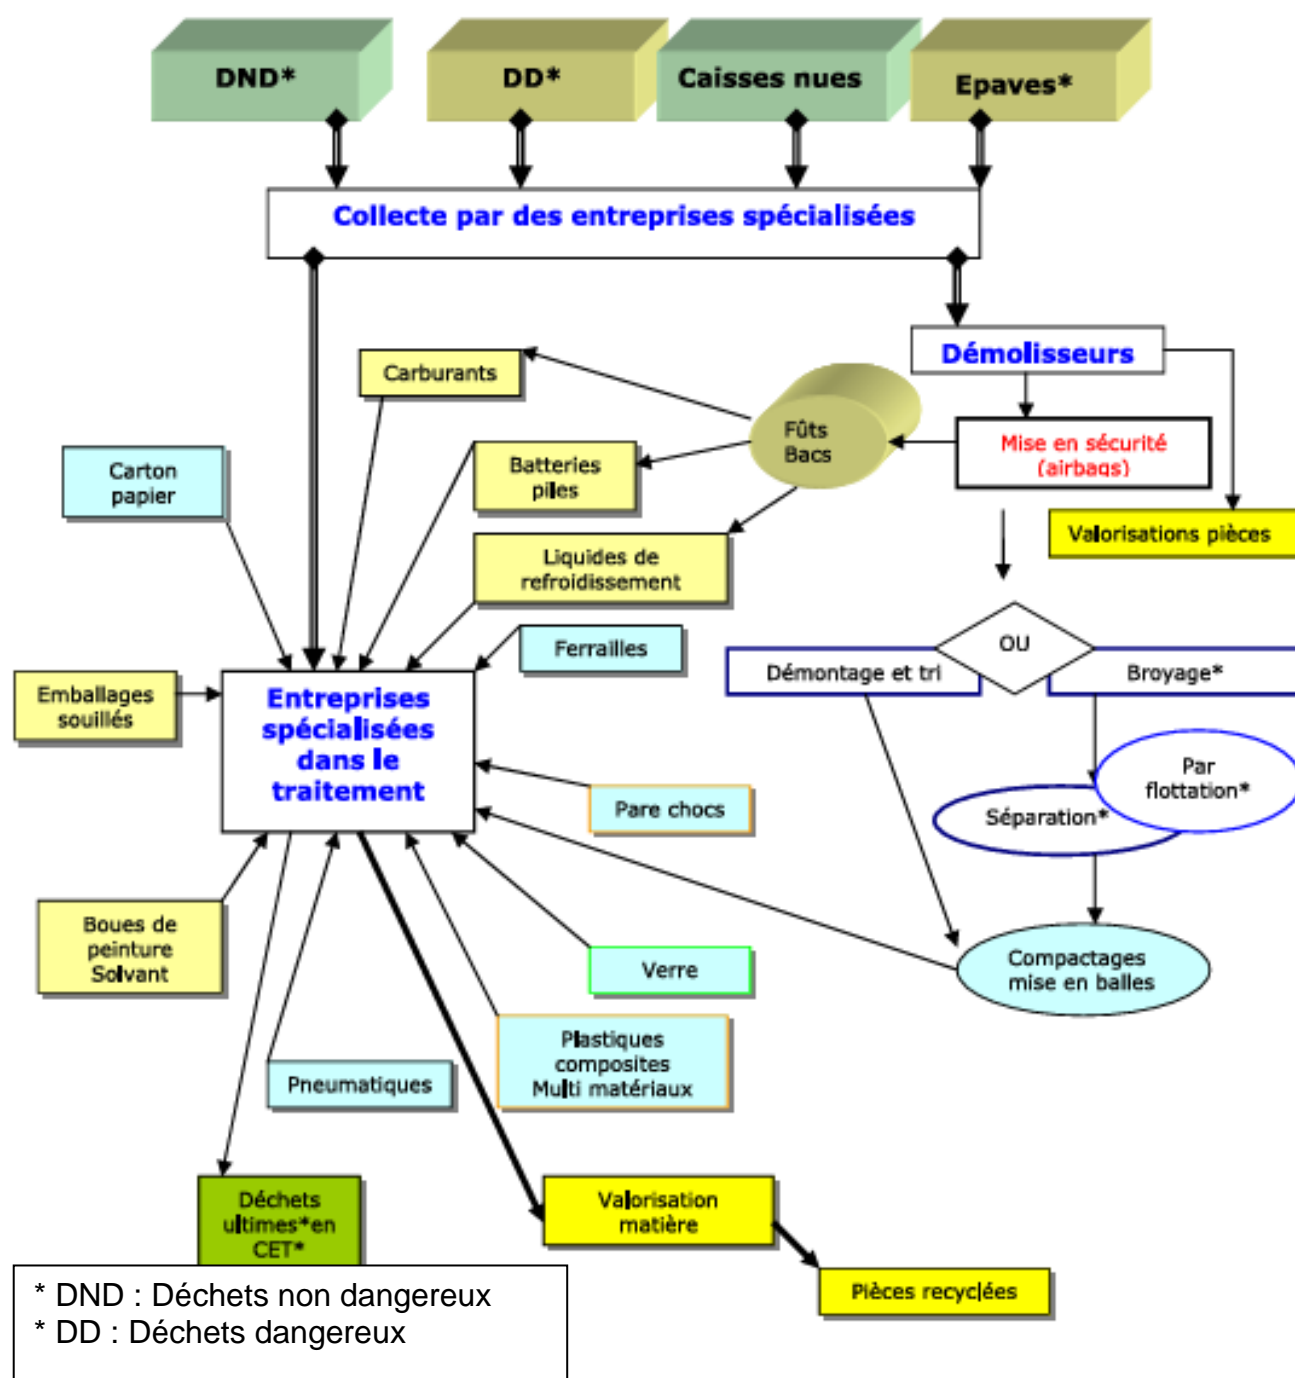 DND*
DD*
Caisses nues
Epaves*
Collecte par des entreprises spécialisées
Démolisseurs
Carburants
Fûts
Bacs
Mise en sécurité
(airbags)
Carton
papier
Batteries
piles
Valorisations pièces
Liquides de
refroidissement
Ferrailles
OU
Démontage et tri
Broyage*
Emballages
souillés
Entreprises
spécialisées
dans le
traitement
Par
flottation*
Séparation*
Pare chocs
Boues de
peinture
Solvant
Verre
Compactages
mise en balles
Plastiques
composites
Multi matériaux
Pneumatiques
Déchets
ultimes*en
CET*
Valorisation
matière
Pièces recyclées
* DND : Déchets non dangereux
* DD : Déchets dangereux